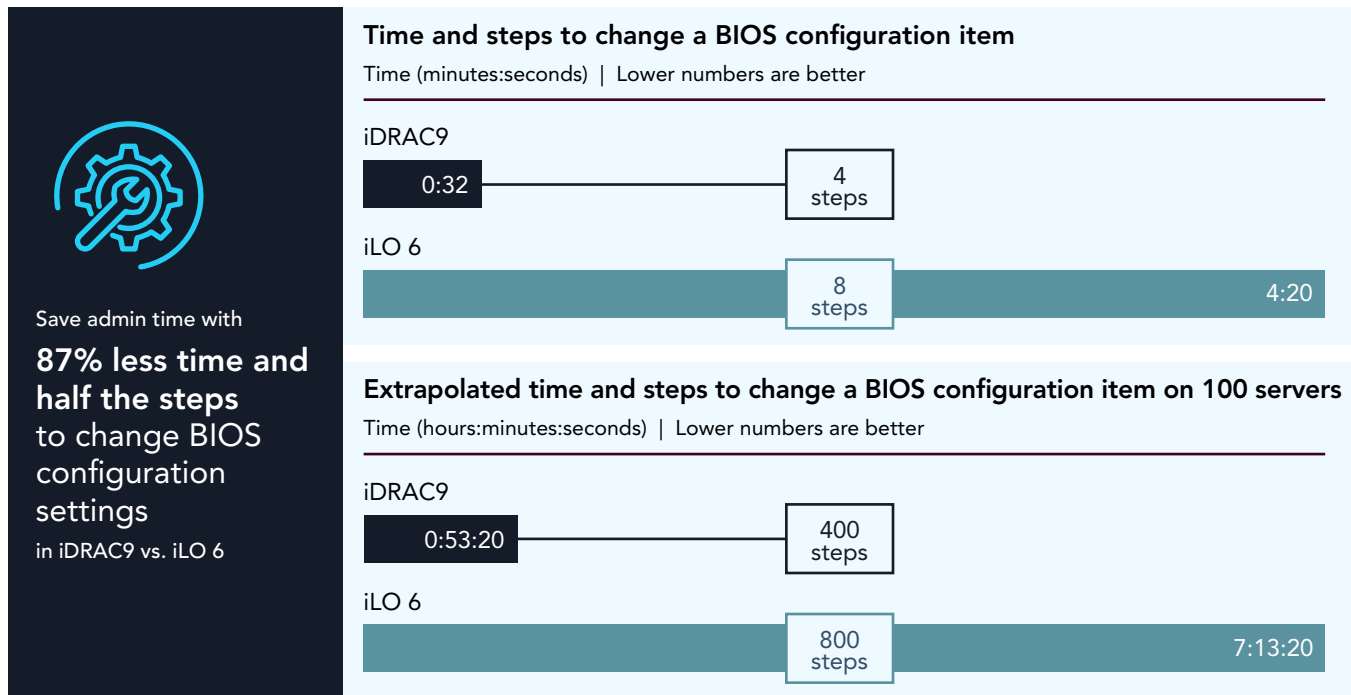 Save admin time with
87% less time and
half the steps
to change BIOS
configuration
settings
in iDRAC9 vs. iLO 6
Time and steps to change a BIOS configuration item
Time (minutes:seconds) | Lower numbers are better
iDRAC9
0:32
4
steps
iLO 6
8
steps
4:20
Extrapolated time and steps to change a BIOS configuration item on 100 servers
Time (hours:minutes:seconds) | Lower numbers are better
iDRAC9
0:53:20
400
steps
iLO 6
800
steps
7:13:20